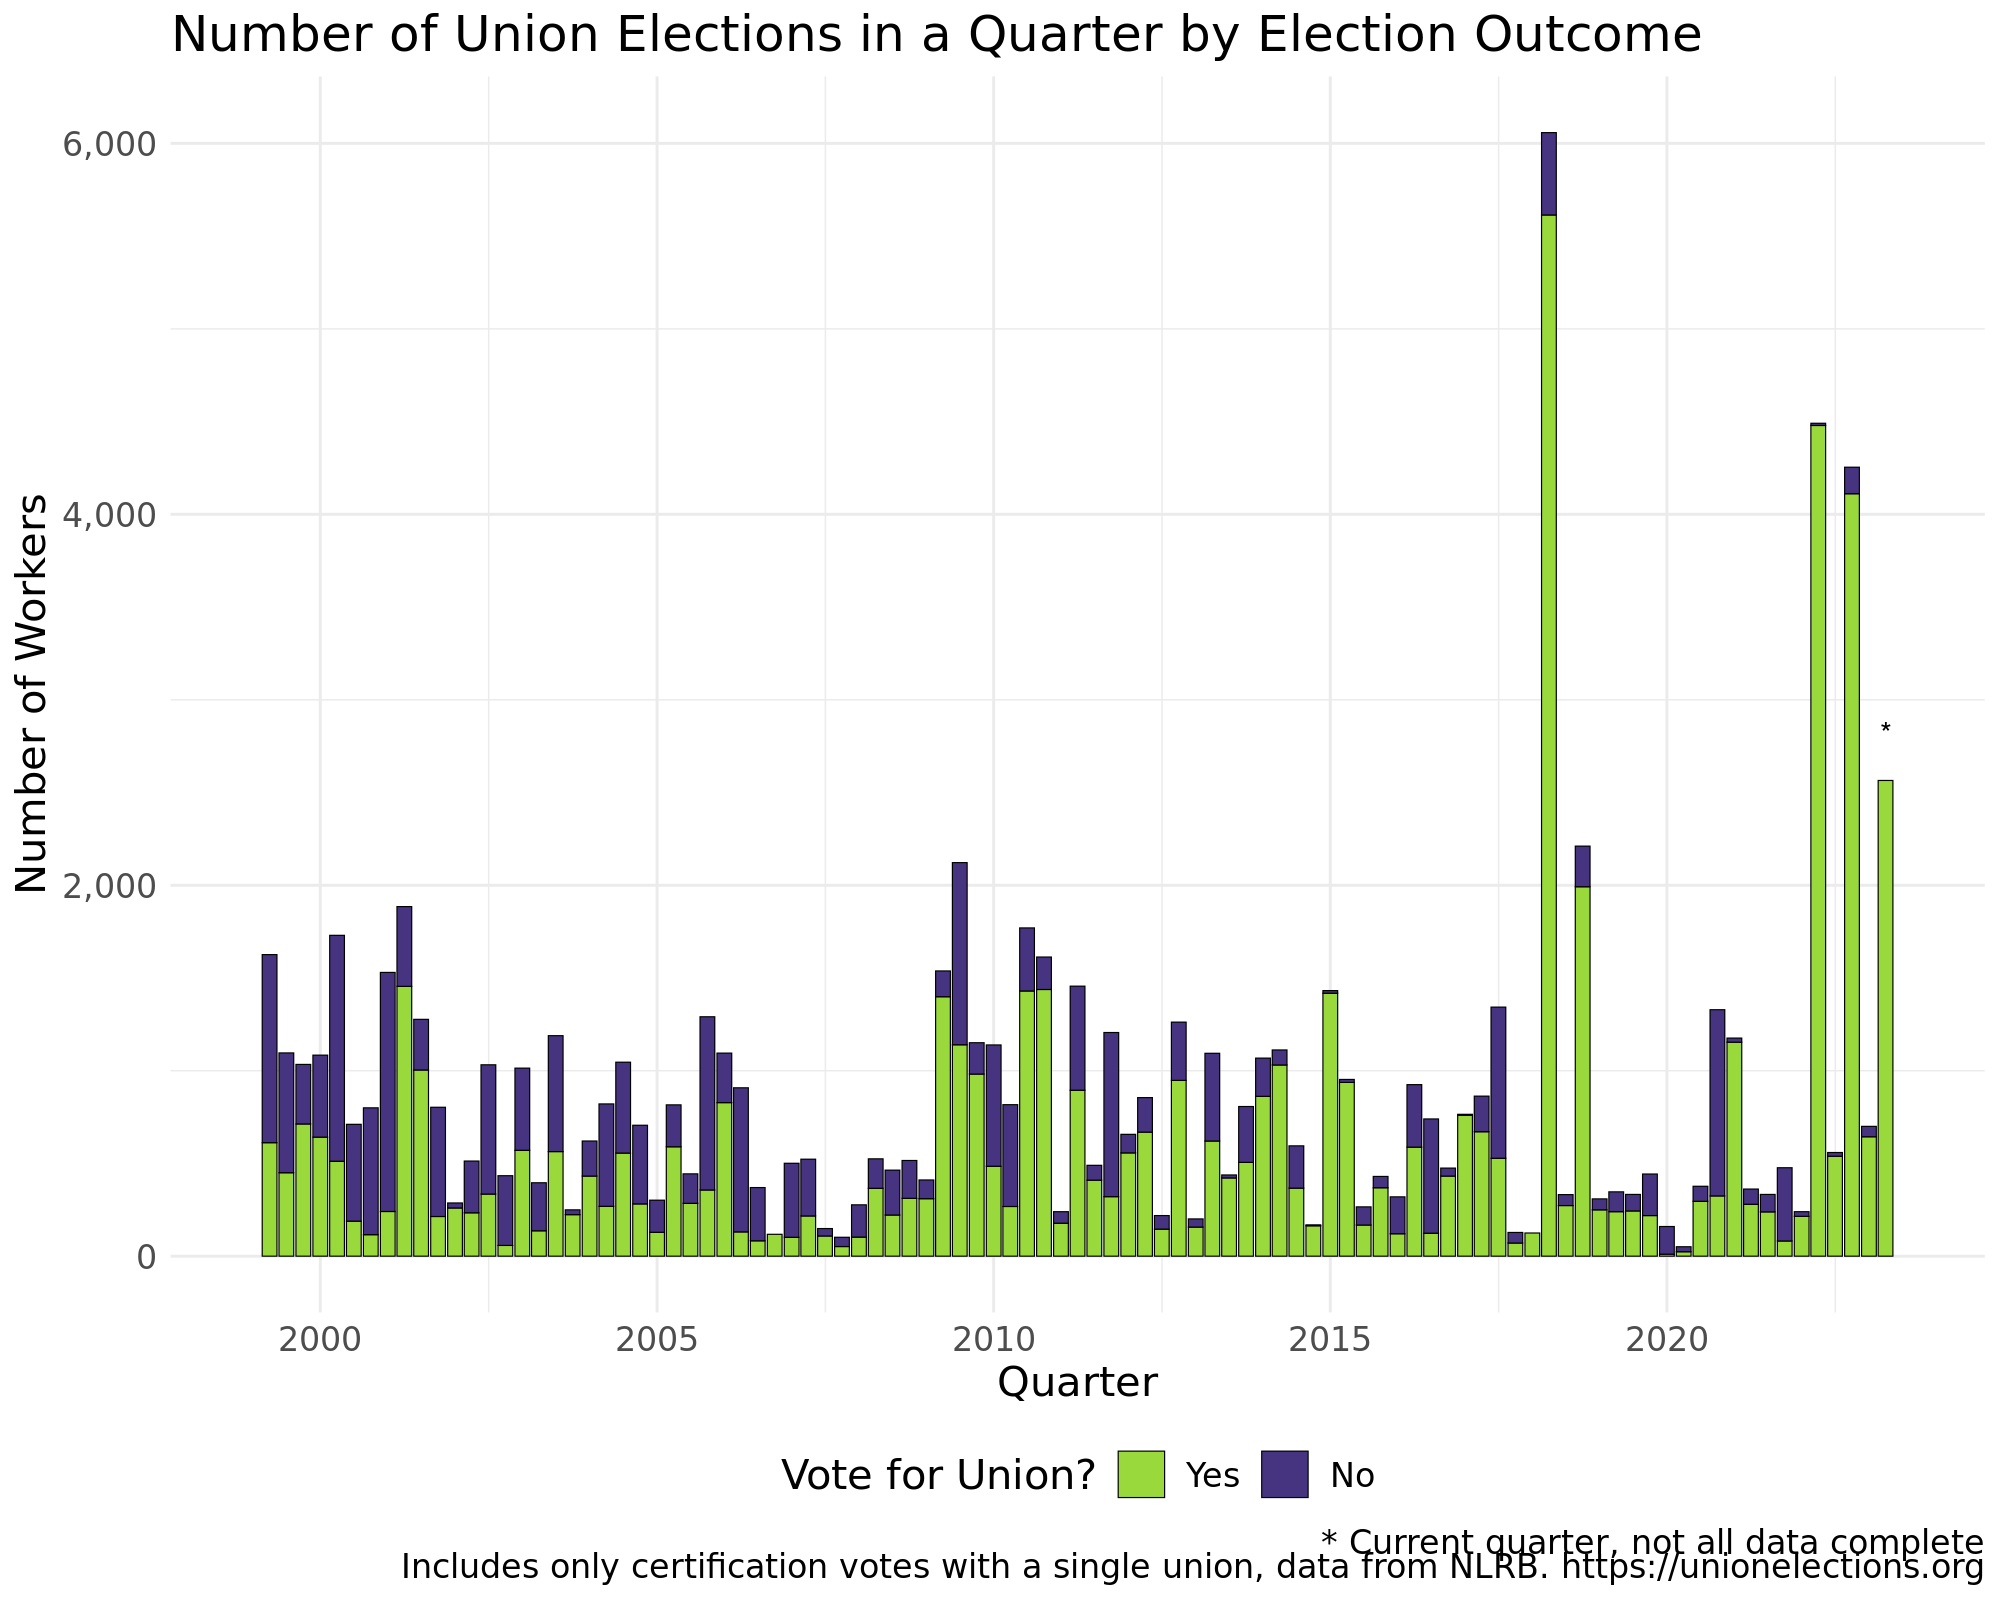 Number of Union Elections in a Quarter by Election Outcome
Number of Workers
6,000
4,000
2,000
0
*
2000 2005 2010 2015 2020
Quarter
Vote for Union? Yes No
* Current quarter, not all data complete
Includes only certification votes with a single union, data from NLRB. https://unionelections.org